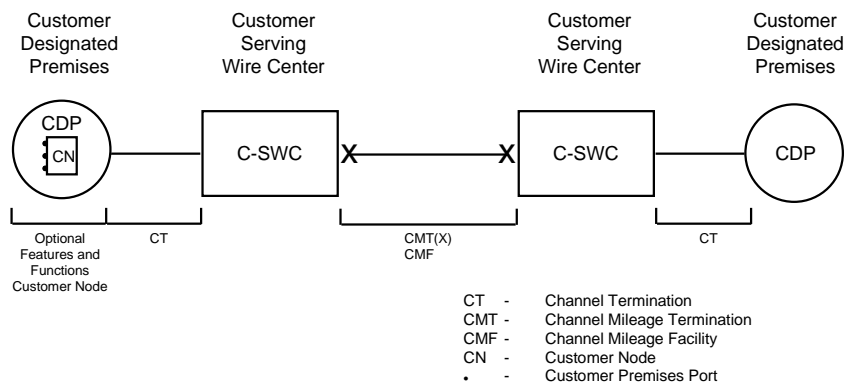 Customer
Designated
Premises
Customer
Serving
Wire Center
Customer
Serving
Wire Center
Customer
Designated
Premises
CDP
CN
C-SWC
X
X
C-SWC
CDP
Optional
Features and
Functions
Customer Node
CT
CMT(X)
CMF
CT
CT - Channel Termination
CMT - Channel Mileage Termination
CMF - Channel Mileage Facility
CN - Customer Node
• - Customer Premises Port